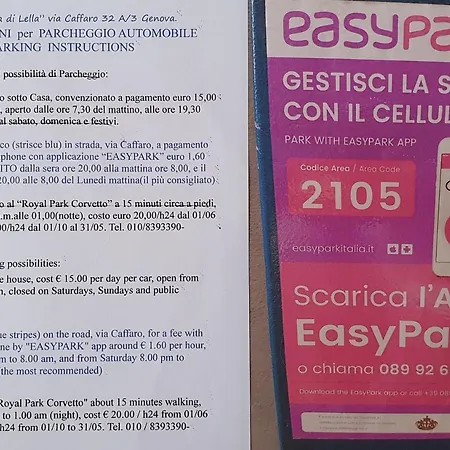 a di Lella" via Caffaro 32 A/3 Genova.
NI per PARCHEGGIO AUTOMOBILE
ARKING INSTRUCTIONS
possibilità di Parcheggio:
o sotto Casa, convenzionato a pagamento euro 15,00
, aperto dalle ore 7,30 del mattino, alle ore 19,30
al sabato, domenica e festivi.
co (strisce blu) in strada, via Caffaro, a pagamento
phone con applicazione “EASYPARK” euro 1,60
ITO dalla sera ore 20,00 alla mattina ore 8,00, e il
20,00 alle 8,00 del Lunedì mattina(il più consigliato)
o al “Royal Park Corvetto” a 15 minuti circa a piedi,
.m.alle 01,00(notte), costo euro 20,00/h24 dal 01/06
/h24 dal 01/10 al 31/05. Tel. 010/8393390-
ng possibilities:
e house, cost € 15.00 per day per car, open from
n, closed on Saturdays, Sundays and public
e stripes) on the road, via Caffaro, for a fee with
ne by "EASYPARK" app around € 1.60 per hour,
m to 8.00 am, and from Saturday 8.00 pm to
(the most recommended)
Royal Park Corvetto” about 15 minutes walking,
to 1.00 am (night), cost € 20.00 / h24 from 01/06
/ h24 from 01/10 to 31/05. Tel. 010 / 8393390-
easypa
GESTISCI LA S
CON IL CELLUL
PARK WITH EASYPARK APP
Codice Area / Area Code
2105
easyparkitalia.it
Scarica l'A
EasyPa
o chiama 089 92 6
Download the EasyPark app or call +39 08